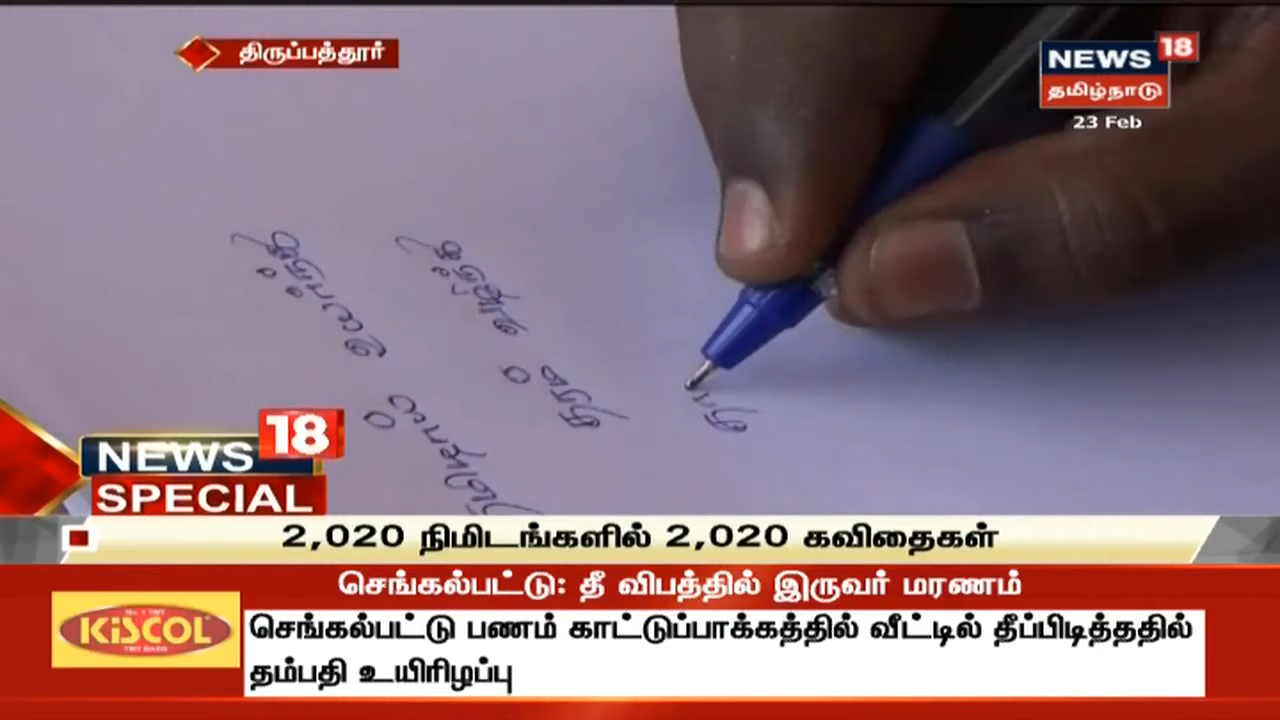 திருப்பத்தூர்
NEWS 18
தமிழ்நாடு
23 Feb
NEWS 18
SPECIAL
2,020 நிமிடங்களில் 2,020 கவிதைகள்
செங்கல்பட்டு: தீ விபத்தில் இருவர் மரணம்
KiSCOL
செங்கல்பட்டு பணம் காட்டுப்பாக்கத்தில் வீட்டில் தீப்பிடித்ததில்
தம்பதி உயிரிழப்பு